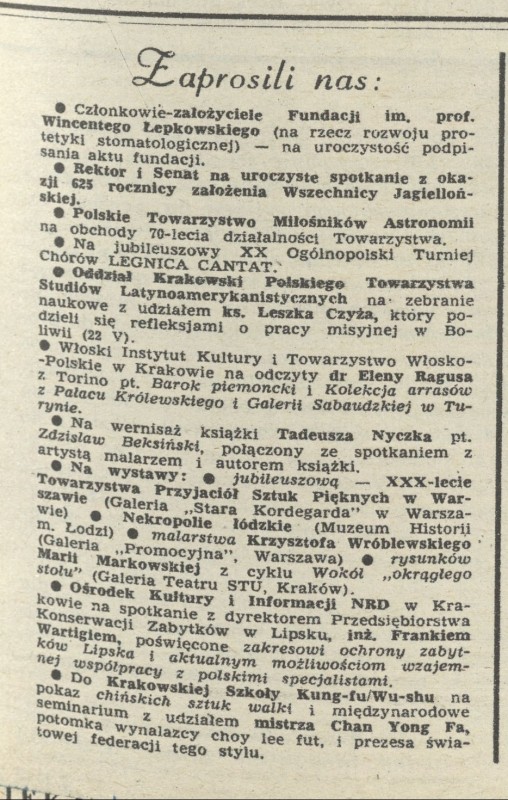 Zaprosili nas:
● Członkowie-założyciele Fundacji im. prof.
Wincentego Łepkowskiego (na rzecz rozwoju pro-
tetyki stomatologicznej) — na uroczystość podpi-
sania aktu fundacji.
● Rektor i Senat na uroczyste spotkanie z oka-
zji 625 rocznicy założenia Wszechnicy Jagielloń-
skiej.
● Polskie Towarzystwo Miłośników Astronomii
na obchody 70-lecia działalności Towarzystwa.
● Na jubileuszowy XX Ogólnopolski Turniej
Chórów LEGNICA CANTAT.
● Oddział Krakowski Polskiego Towarzystwa
Studiów Latynoamerykanistycznych na zebranie
naukowe z udziałem ks. Leszka Czyża, który po-
dzieli się refleksjami o pracy misyjnej w Bo-
liwii (22 V).
● Włoski Instytut Kultury i Towarzystwo Włosko-
-Polskie w Krakowie na odczyty dr Eleny Ragusa
z Torino pt. Barok piemoncki i Kolekcja arrasów
z Pałacu Królewskiego i Galerii Sabaudzkiej w Tu-
rynie.
● Na wernisaż książki Tadeusza Nyczka pt.
Zdzisław Beksiński, połączony ze spotkaniem z
artystą malarzem i autorem książki.
● Na wystawy: ● jubileuszową — XXX-lecie
Towarzystwa Przyjaciół Sztuk Pięknych w War-
szawie (Galeria „Stara Kordegarda" w Warsza-
wie) ● Nekropolie łódzkie (Muzeum Historii
m. Łodzi) ● malarstwa Krzysztofa Wróblewskiego
(Galeria „Promocyjna", Warszawa) ● rysunków
Marii Markowskiej z cyklu Wokół „okrągłego
stołu" (Galeria Teatru STU, Kraków).
● Ośrodek Kultury i Informacji NRD w Kra-
kowie na spotkanie z dyrektorem Przedsiębiorstwa
Konserwacji Zabytków w Lipsku, inż. Frankiem
Wartigiem, poświęcone zakresowi ochrony zabyt-
ków Lipska i aktualnym możliwościom wzajem-
nej współpracy z polskimi specjalistami.
● Do Krakowskiej Szkoły Kung-fu/Wu-shu na
pokaz chińskich sztuk walki i międzynarodowe
seminarium z udziałem mistrza Chan Yong Fa,
potomka wynalazcy choy lee fut, i prezesa świa-
towej federacji tego stylu.